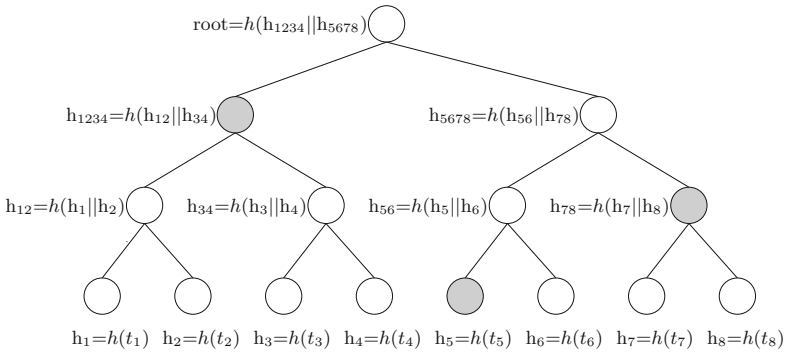 root=h(h₁₂₃₄||h₅₆₇₈)
h₁₂₃₄=h(h₁₂||h₃₄) h₅₆₇₈=h(h₅₆||h₇₈)
h₁₂=h(h₁||h₂) h₃₄=h(h₃||h₄) h₅₆=h(h₅||h₆) h₇₈=h(h₇||h₈)
h₁=h(t₁) h₂=h(t₂) h₃=h(t₃) h₄=h(t₄) h₅=h(t₅) h₆=h(t₆) h₇=h(t₇) h₈=h(t₈)